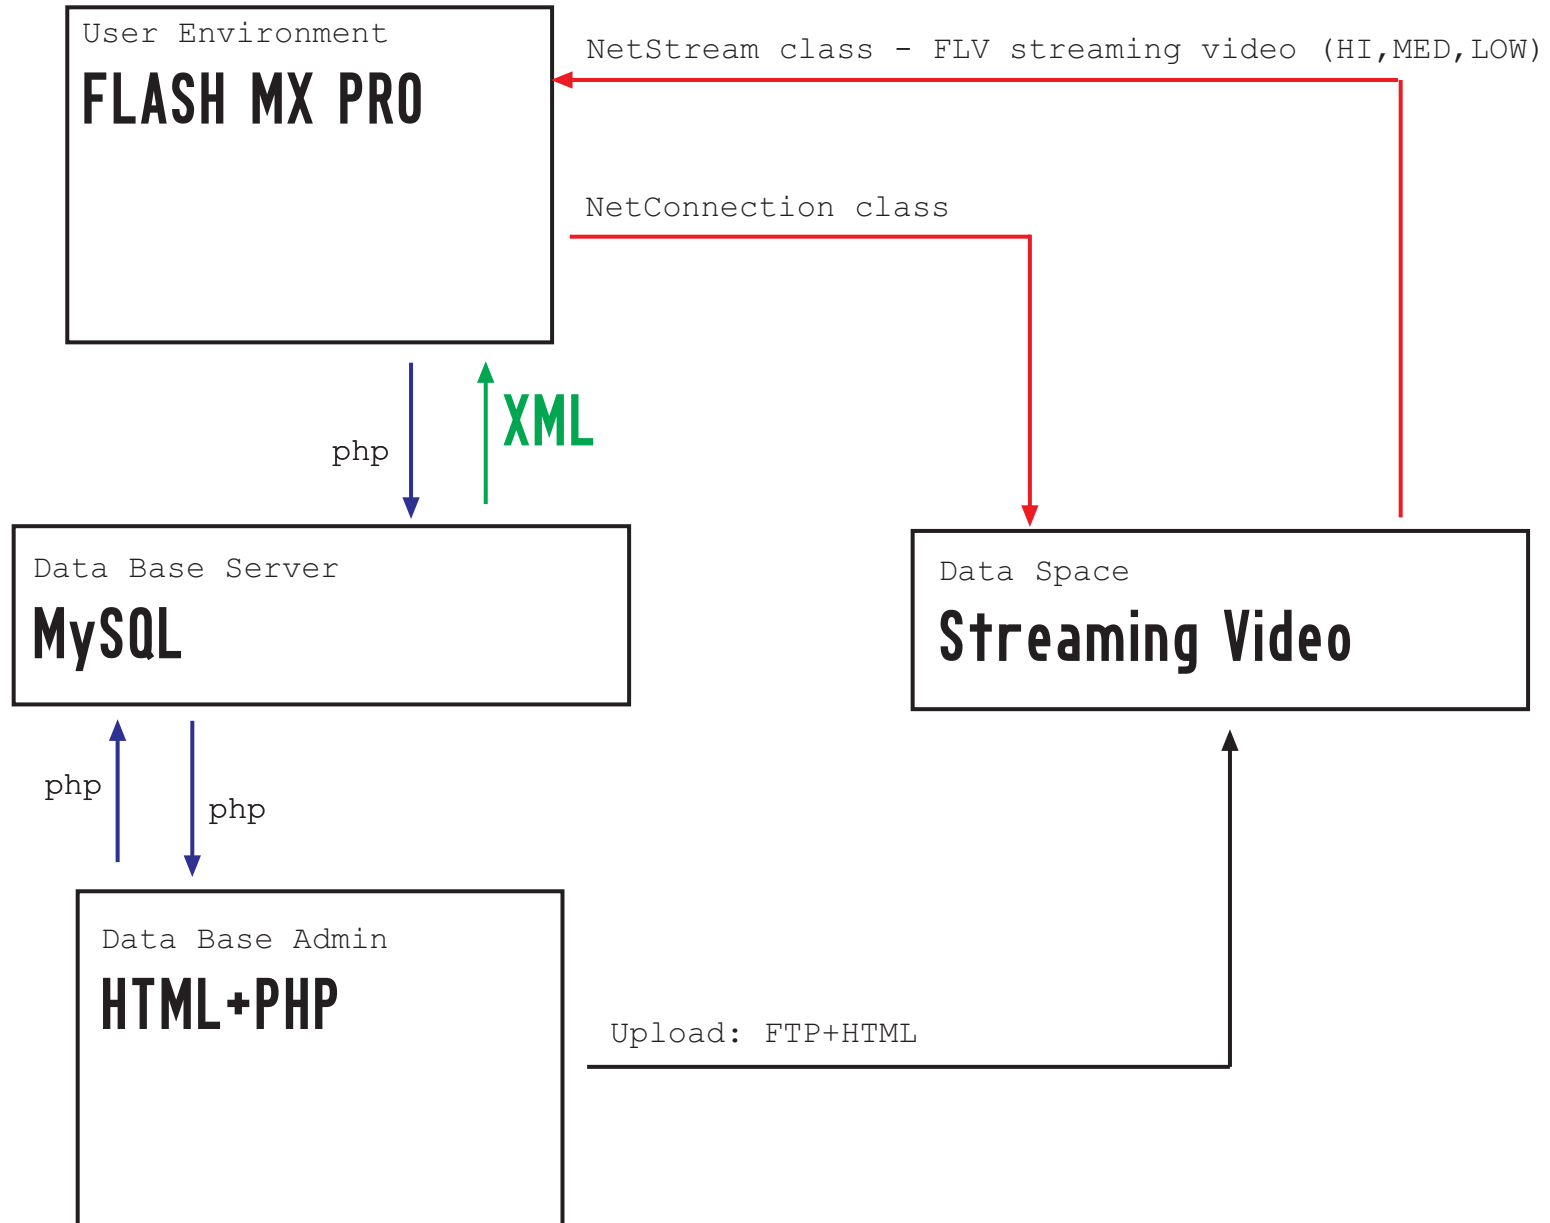 User Environment
FLASH MX PRO
NetStream class - FLV streaming video (HI,MED,LOW)
NetConnection class
php
XML
Data Base Server
MySQL
Data Space
Streaming Video
php
php
Data Base Admin
HTML+PHP
Upload: FTP+HTML